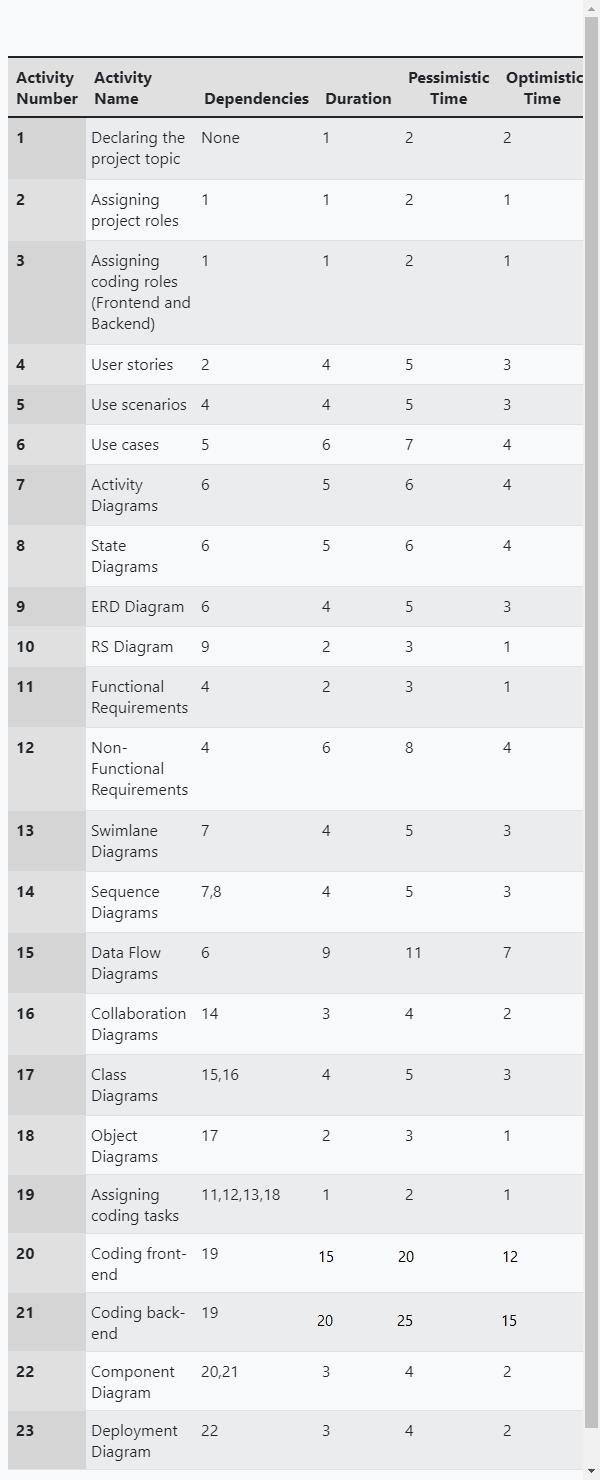 Activity Number Activity Name Dependencies Duration Pessimistic Time Optimistic Time
1 Declaring the project topic None 1 2 2
2 Assigning project roles 1 1 2 1
3 Assigning coding roles (Frontend and Backend) 1 1 2 1
4 User stories 2 4 5 3
5 Use scenarios 4 4 5 3
6 Use cases 5 6 7 4
7 Activity Diagrams 6 5 6 4
8 State Diagrams 6 5 6 4
9 ERD Diagram 6 4 5 3
10 RS Diagram 9 2 3 1
11 Functional Requirements 4 2 3 1
12 Non-Functional Requirements 4 6 8 4
13 Swimlane Diagrams 7 4 5 3
14 Sequence Diagrams 7,8 4 5 3
15 Data Flow Diagrams 6 9 11 7
16 Collaboration Diagrams 14 3 4 2
17 Class Diagrams 15,16 4 5 3
18 Object Diagrams 17 2 3 1
19 Assigning coding tasks 11,12,13,18 1 2 1
20 Coding front-end 19 15 20 12
21 Coding back-end 19 20 25 15
22 Component Diagram 20,21 3 4 2
23 Deployment Diagram 22 3 4 2